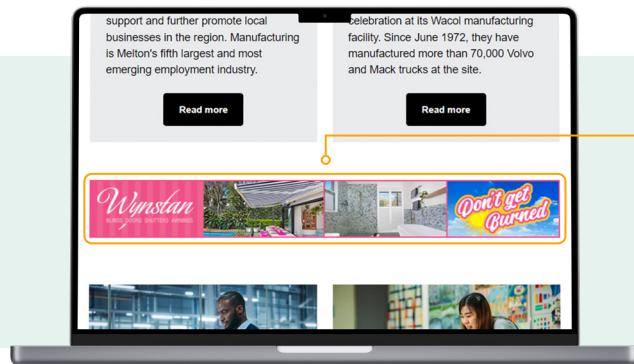 support and further promote local
businesses in the region. Manufacturing
is Melton's fifth largest and most
emerging employment industry.
Read more
celebration at its Wacol manufacturing
facility. Since June 1972, they have
manufactured more than 70,000 Volvo
and Mack trucks at the site.
Read more
Wynstan
BLINDS DOORS SHUTTERS AWNINGS
Don't get
Burned